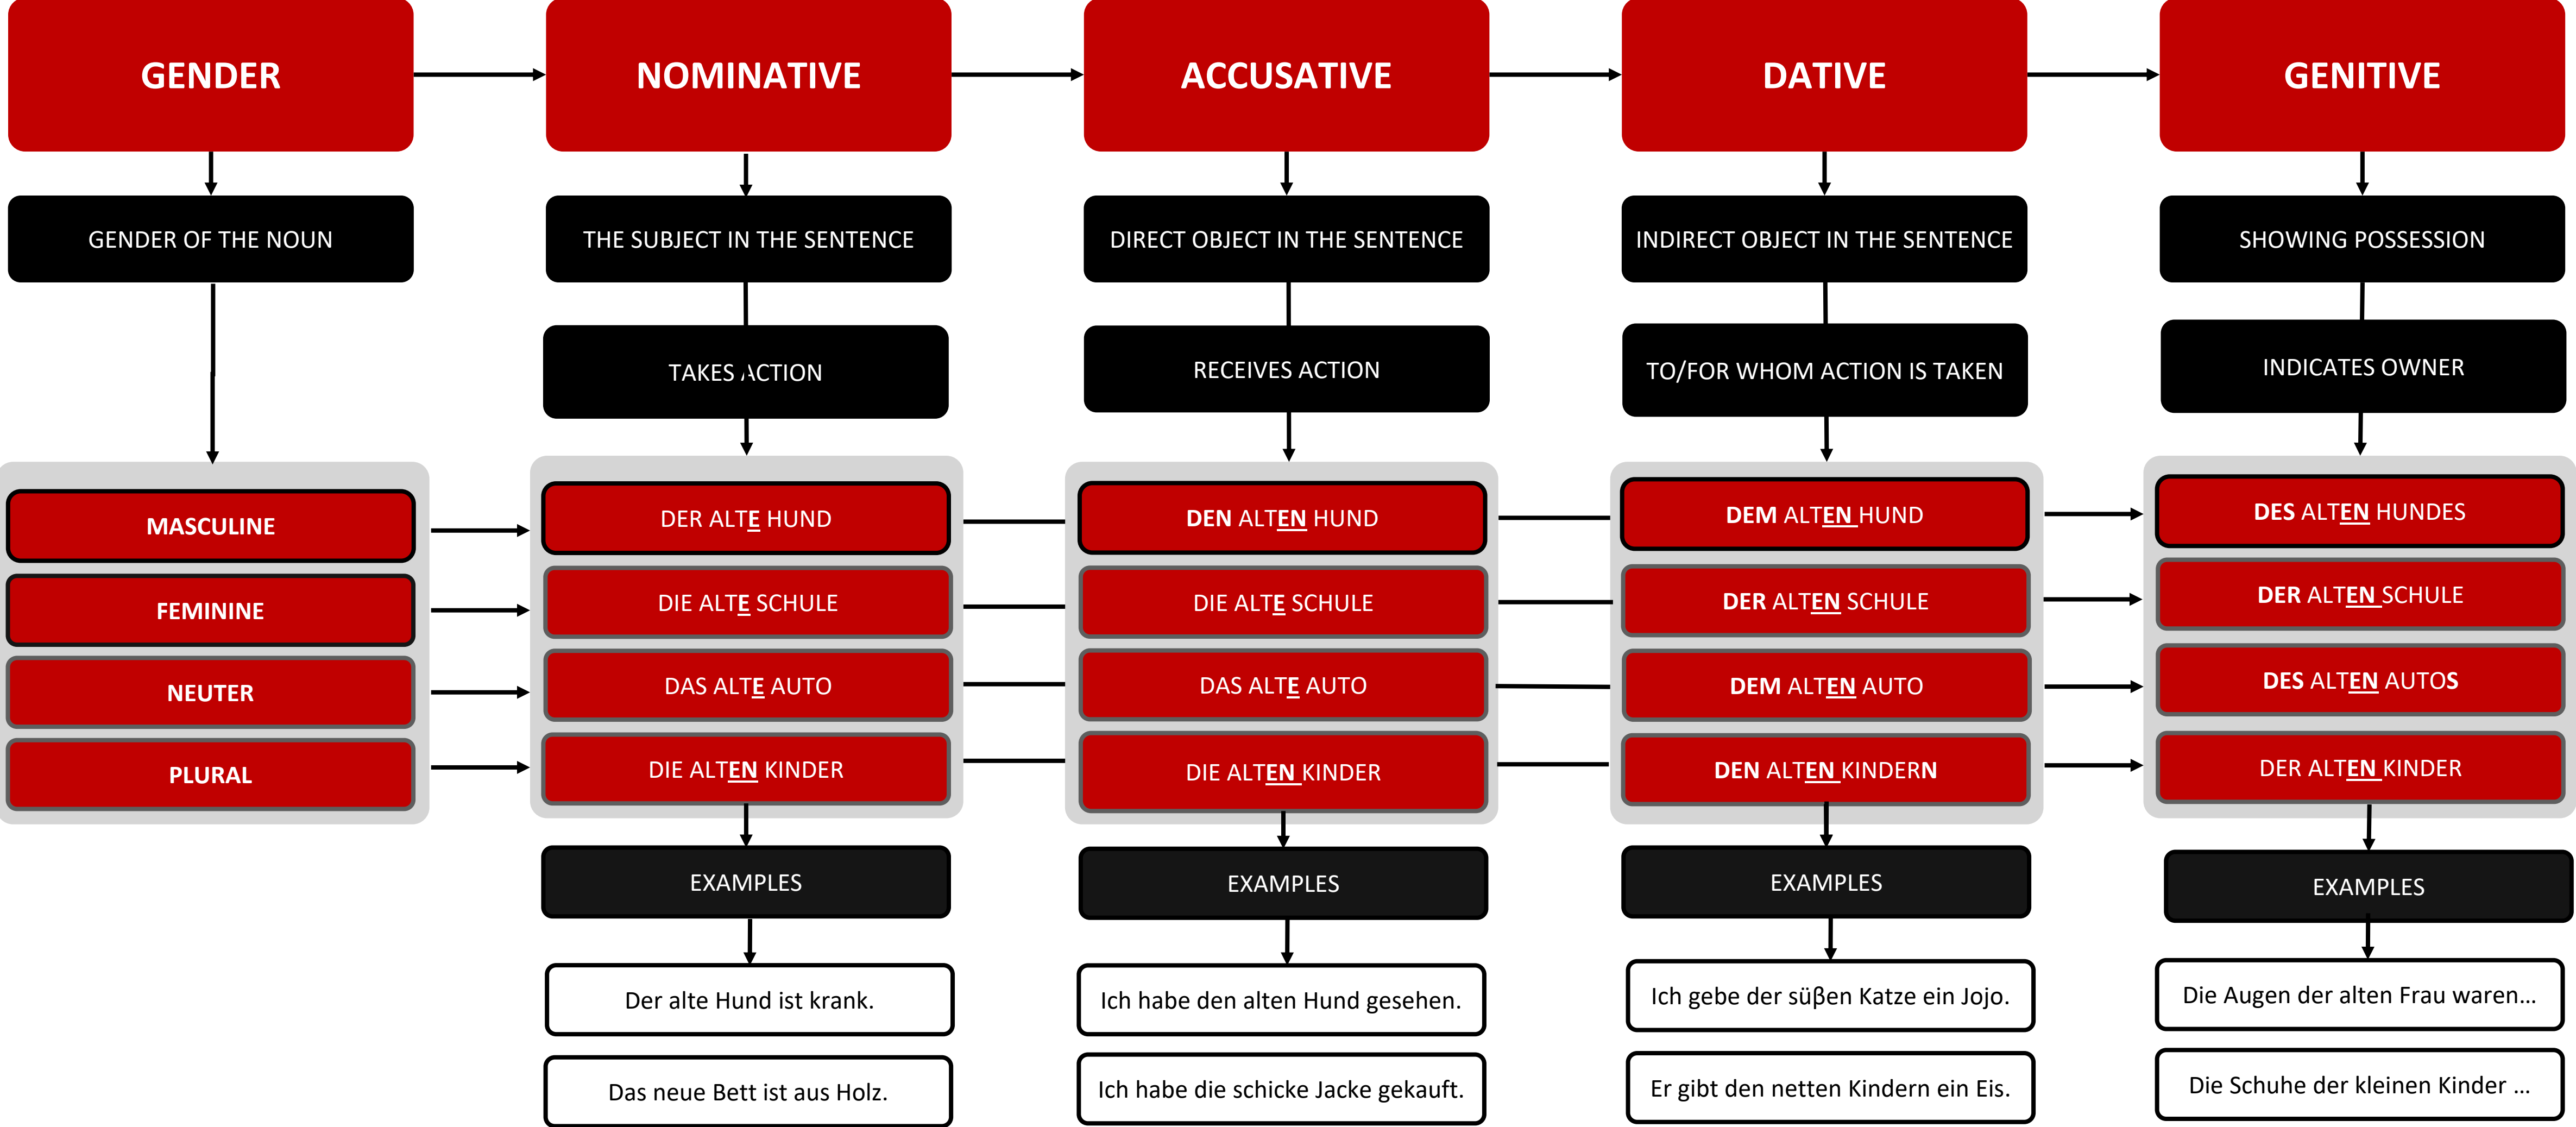 GENDER
NOMINATIVE
ACCUSATIVE
DATIVE
GENITIVE
GENDER OF THE NOUN
THE SUBJECT IN THE SENTENCE
DIRECT OBJECT IN THE SENTENCE
INDIRECT OBJECT IN THE SENTENCE
SHOWING POSSESSION
TAKES ACTION
RECEIVES ACTION
TO/FOR WHOM ACTION IS TAKEN
INDICATES OWNER
MASCULINE
DER ALTE HUND
DEN ALTEN HUND
DEM ALTEN HUND
DES ALTEN HUNDES
FEMININE
DIE ALTE SCHULE
DIE ALTE SCHULE
DER ALTEN SCHULE
DER ALTEN SCHULE
NEUTER
DAS ALTE AUTO
DAS ALTE AUTO
DEM ALTEN AUTO
DES ALTEN AUTOS
PLURAL
DIE ALTEN KINDER
DIE ALTEN KINDER
DEN ALTEN KINDERN
DER ALTEN KINDER
EXAMPLES
EXAMPLES
EXAMPLES
EXAMPLES
Der alte Hund ist krank.
Ich habe den alten Hund gesehen.
Ich gebe der süβen Katze ein Jojo.
Die Augen der alten Frau waren…
Das neue Bett ist aus Holz.
Ich habe die schicke Jacke gekauft.
Er gibt den netten Kindern ein Eis.
Die Schuhe der kleinen Kinder …